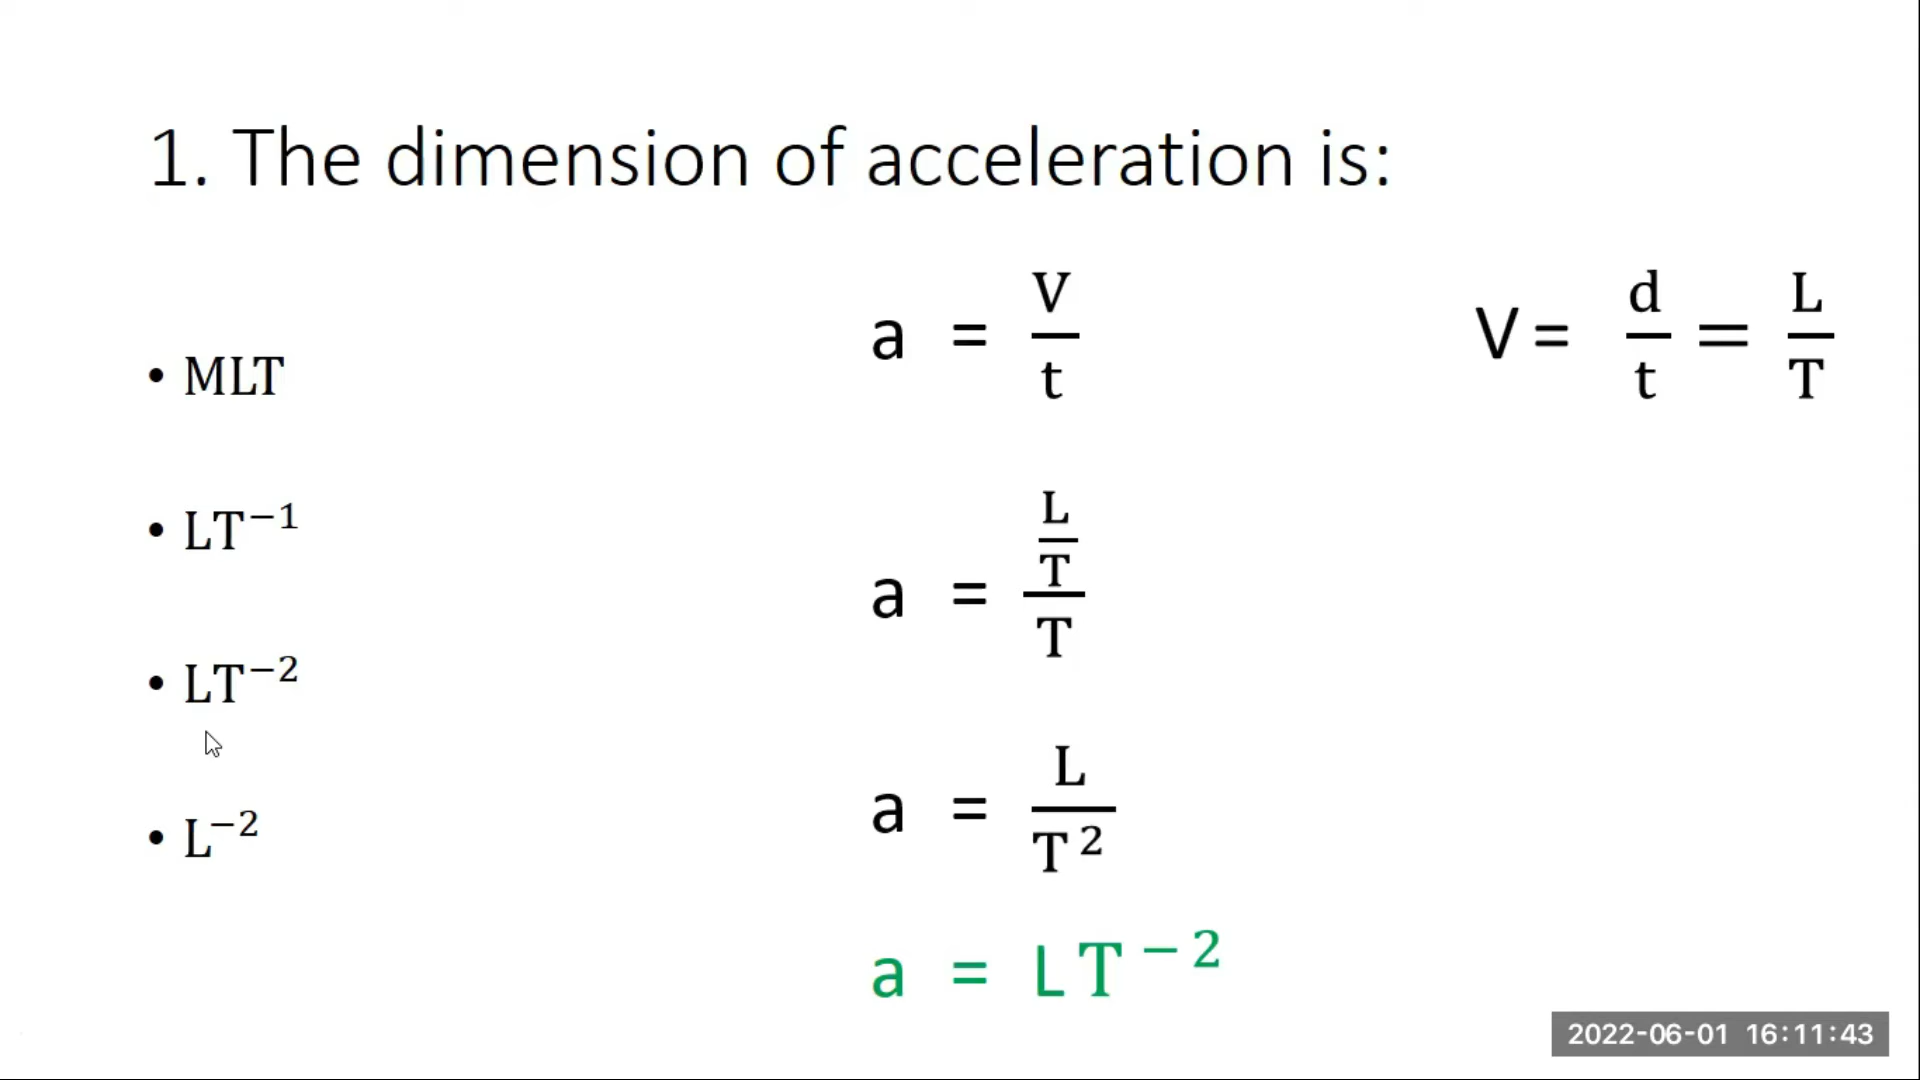 1. The dimension of acceleration is:
• MLT
• LT⁻¹
• LT⁻²
• L⁻²
a = V/t
V = d/t = L/T
a = (L/T)/T
a = L/T²
a = LT⁻²
2022-06-01 16:11:43